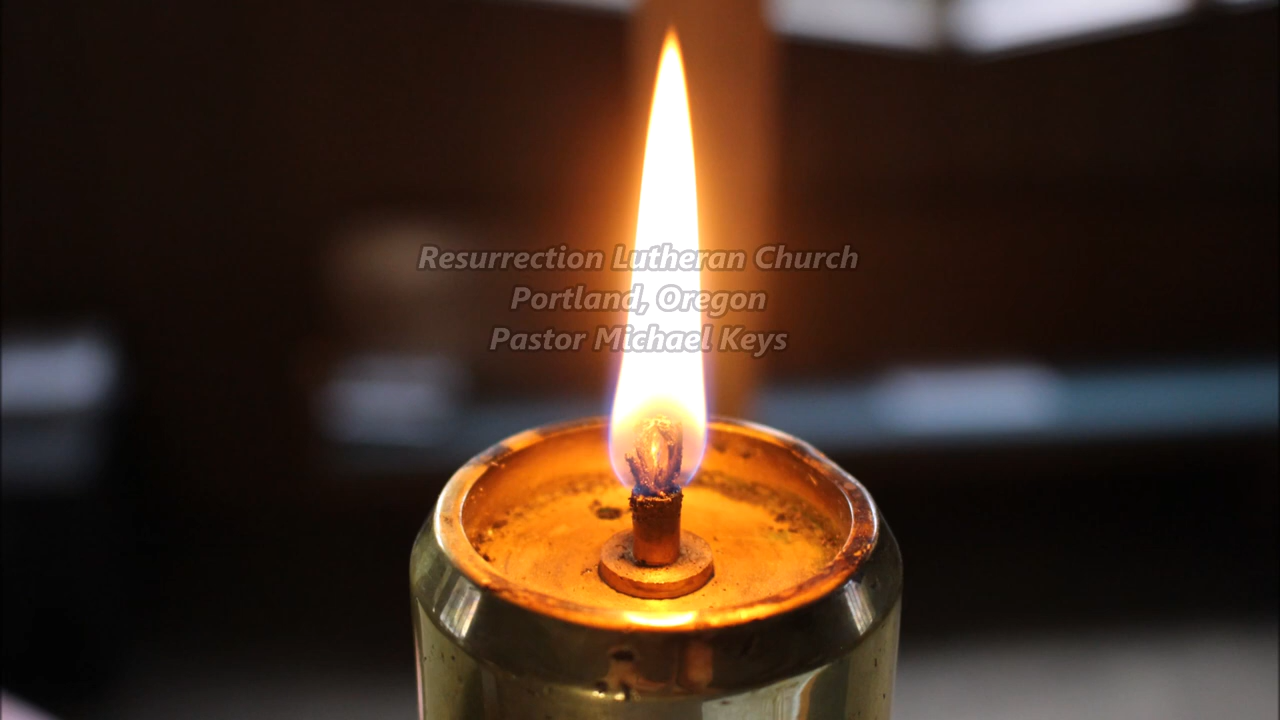 Resurrection Lutheran Church
Portland, Oregon
Pastor Michael Keys